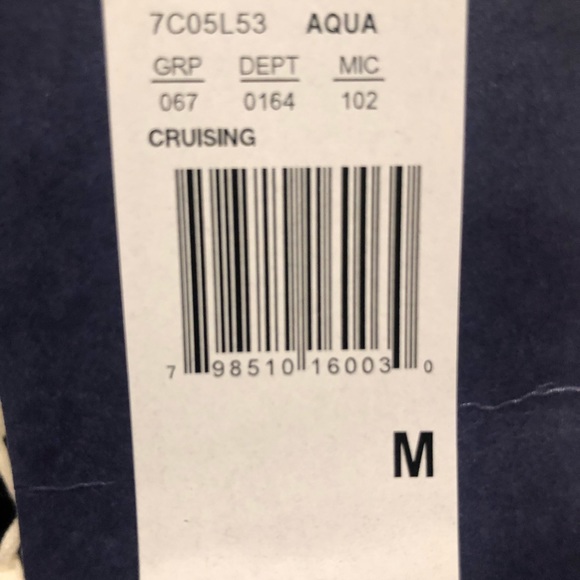 7C05L53 AQUA
GRP DEPT MIC
067 0164 102
CRUISING
7 98510 16003 0
M